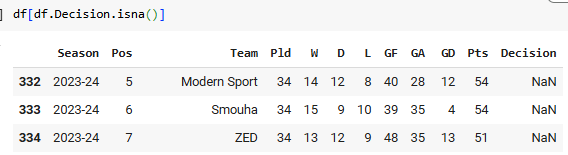 ] df[df.Decision.isna()]
Season Pos Team Pld W D L GF GA GD Pts Decision
332 2023-24 5 Modern Sport 34 14 12 8 40 28 12 54 NaN
333 2023-24 6 Smouha 34 15 9 10 39 35 4 54 NaN
334 2023-24 7 ZED 34 13 12 9 48 35 13 51 NaN